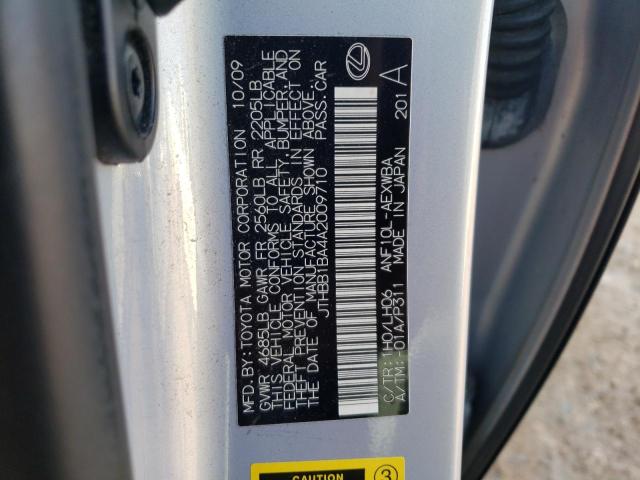 MFD.BY:TOYOTA MOTOR CORPORATION 10/09
GVWR 4685LB GAWR FR 2560LB RR 2205LB
THIS VEHICLE CONFORMS TO ALL APPLICABLE
FEDERAL MOTOR VEHICLE SAFETY, BUMPER, AND
THEFT PREVENTION STANDARDS IN EFFECT ON
THE DATE OF MANUFACTURE SHOWN ABOVE.
JTHBB1BA4A2009710 PASS.CAR
C/TR: 1H0/LH06 ANF10L-AEXWBA
A/TM:-01A/P311 MADE IN JAPAN 201 A
CAUTION
3